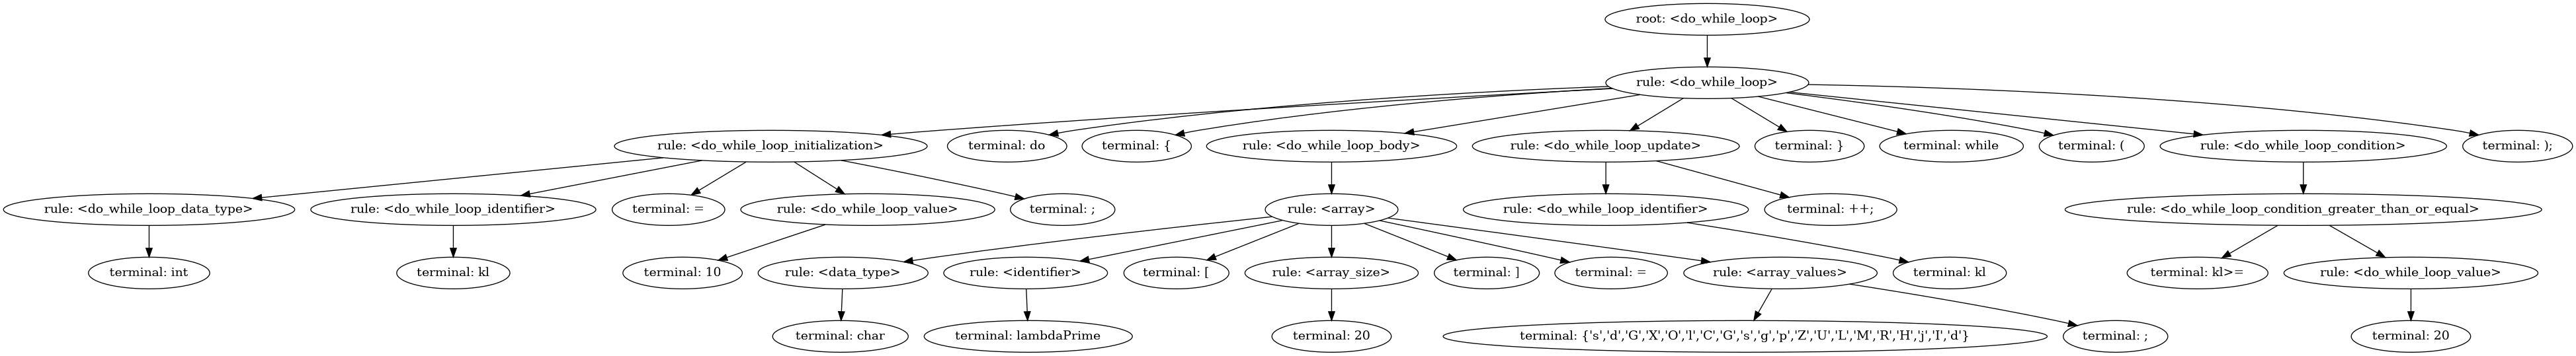 root: <do_while_loop>
rule: <do_while_loop>
rule: <do_while_loop_initialization>
terminal: do
terminal: {
rule: <do_while_loop_body>
rule: <do_while_loop_update>
terminal: }
terminal: while
terminal: (
rule: <do_while_loop_condition>
terminal: );
rule: <do_while_loop_data_type>
rule: <do_while_loop_identifier>
terminal: =
rule: <do_while_loop_value>
terminal: ;
rule: <array>
rule: <do_while_loop_identifier>
terminal: ++;
rule: <do_while_loop_condition_greater_than_or_equal>
terminal: int
terminal: kl
terminal: 10
rule: <data_type>
rule: <identifier>
terminal: [
rule: <array_size>
terminal: ]
terminal: =
rule: <array_values>
terminal: kl
terminal: kl>=
rule: <do_while_loop_value>
terminal: char
terminal: lambdaPrime
terminal: 20
terminal: {'s','d','G','X','O','l','C','G','s','g','p','Z','U','L','M','R','H','j','I','d'}
terminal: ;
terminal: 20